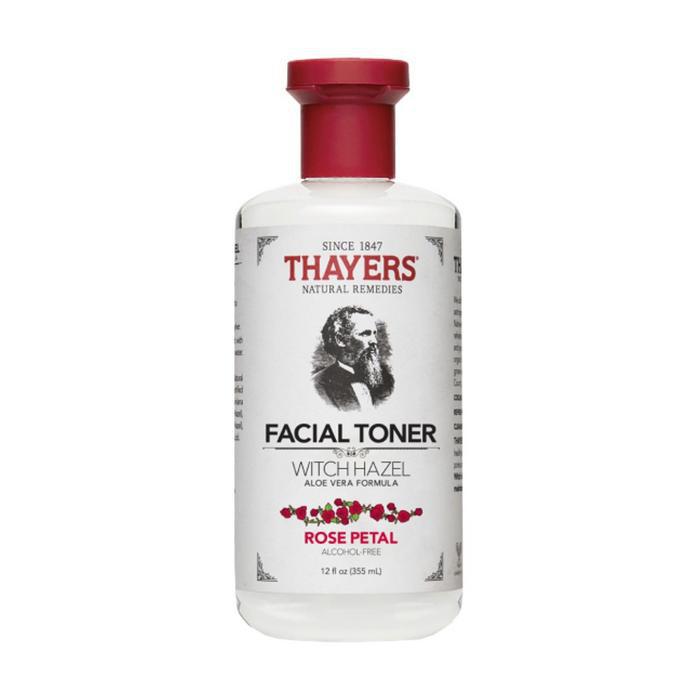 SINCE 1847
THAYERS®
NATURAL REMEDIES
FACIAL TONER
WITCH HAZEL
ALOE VERA FORMULA
ROSE PETAL
ALCOHOL-FREE
12 fl oz (355 mL)